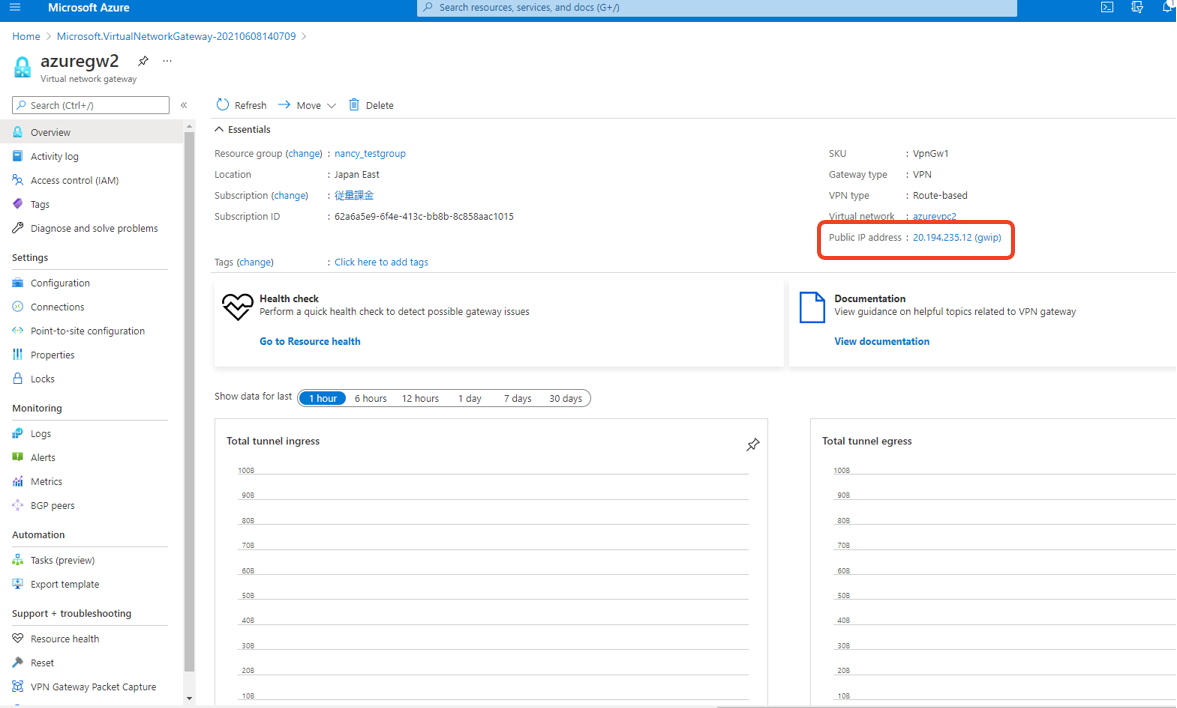 Microsoft Azure
Search resources, services, and docs (G+/)
1
Home > Microsoft.VirtualNetworkGateway-20210608140709 >
azuregw2
Virtual network gateway
Search (Ctrl+/)
«
Overview
Activity log
Access control (IAM)
Tags
Diagnose and solve problems
Settings
Configuration
Connections
Point-to-site configuration
Properties
Locks
Monitoring
Logs
Alerts
Metrics
BGP peers
Automation
Tasks (preview)
Export template
Support + troubleshooting
Resource health
Reset
VPN Gateway Packet Capture
Refresh Move Delete
Essentials
Resource group (change) : nancy_testgroup
Location : Japan East
Subscription (change) : 従量課金
Subscription ID : 62a6a5e9-6f4e-413c-bb8b-8c858aac1015
Tags (change) : Click here to add tags
SKU : VpnGw1
Gateway type : VPN
VPN type : Route-based
Virtual network : azurevpc2
Public IP address : 20.194.235.12 (gwip)
Health check
Perform a quick health check to detect possible gateway issues
Go to Resource health
Documentation
View guidance on helpful topics related to VPN gateway
View documentation
Show data for last 1 hour 6 hours 12 hours 1 day 7 days 30 days
Total tunnel ingress
100B
90B
80B
70B
60B
50B
40B
30B
20B
10B
Total tunnel egress
100B
90B
80B
70B
60B
50B
40B
30B
20B
10B